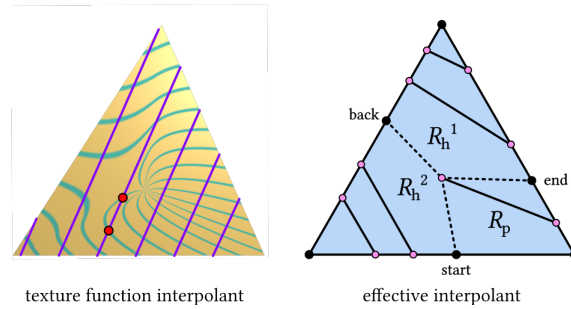 back
R_h^1
R_h^2
end
R_p
start
texture function interpolant
effective interpolant